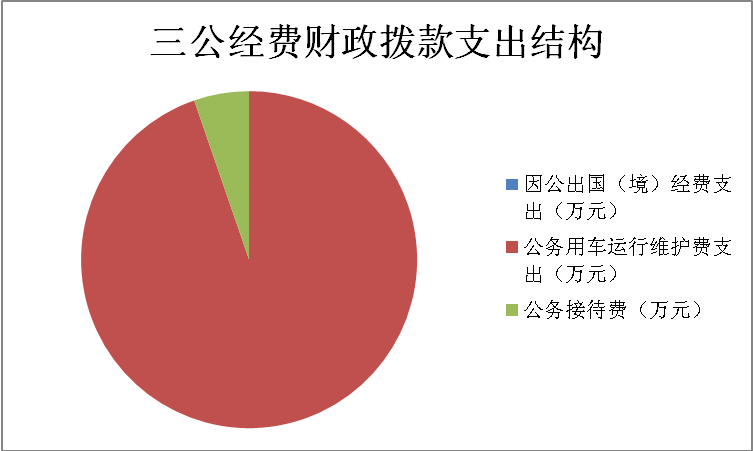 三公经费财政拨款支出结构
因公出国（境）经费支
出（万元）
公务用车运行维护费支
出（万元）
公务接待费（万元）